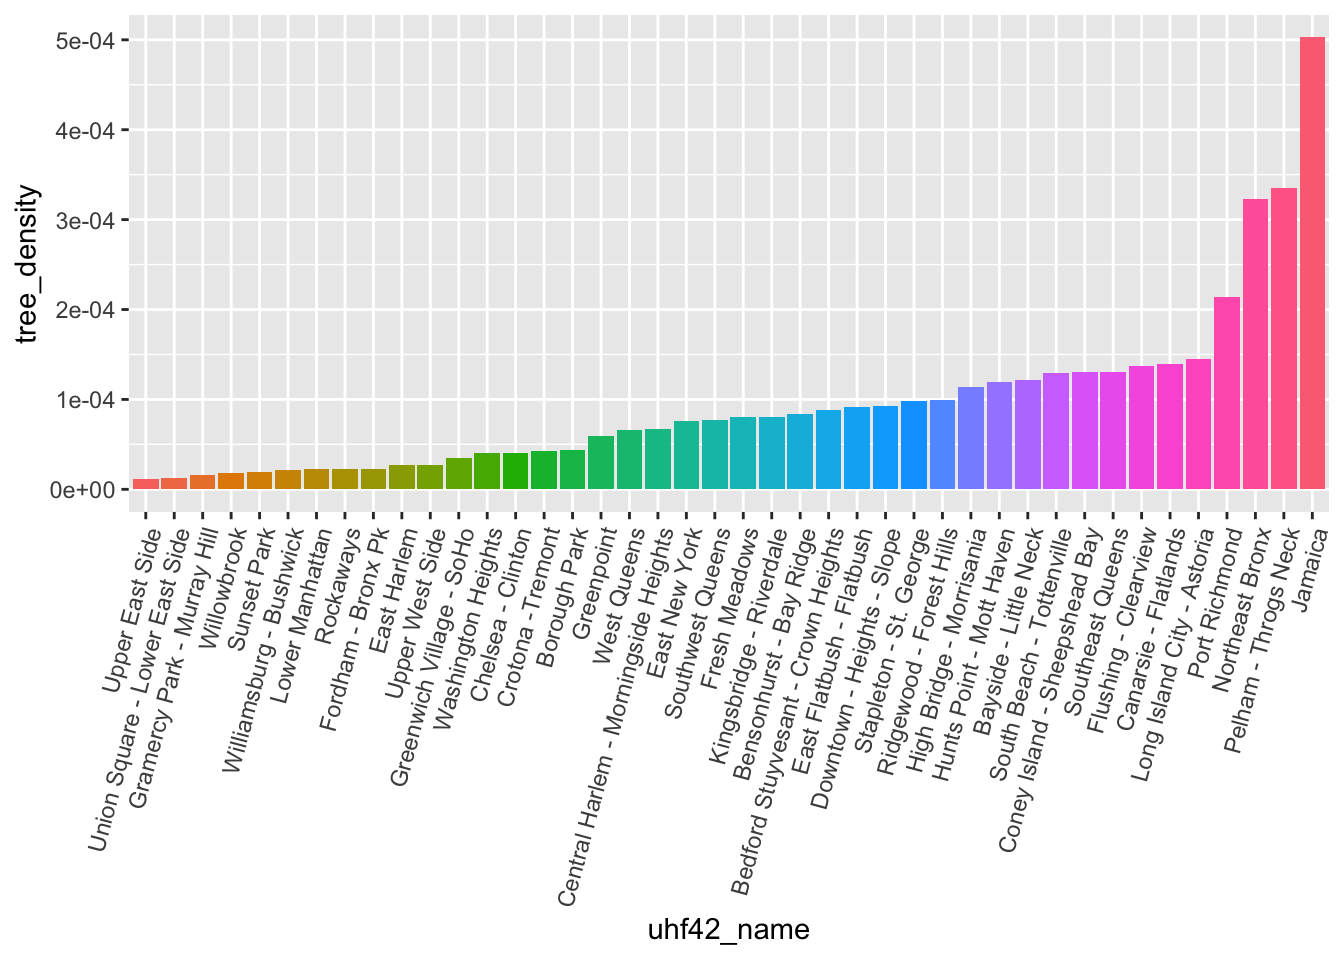 5e-04
4e-04
3e-04
2e-04
1e-04
0e+00
tree_density
Upper East Side
Union Square - Lower East Side
Gramercy Park - Murray Hill
Willowbrook
Sunset Park
Williamsburg - Bushwick
Lower Manhattan
Rockaways
Fordham - Bronx Pk
East Harlem
Upper West Side
Greenwich Village - SoHo
Washington Heights
Chelsea - Clinton
Crotona -Tremont
Borough Park
Greenpoint
West Queens
Central Harlem - Morningside Heights
East New York
Southwest Queens
Fresh Meadows
Kingsbridge - Riverdale
Bensonhurst - Bay Ridge
Bedford Stuyvesant - Crown Heights
East Flatbush - Flatbush
Downtown - Heights - Slope
Stapleton - St. George
Ridgewood - Forest Hills
High Bridge - Morrisania
Hunts Point - Mott Haven
Bayside - Little Neck
South Beach - Tottenville
Coney Island - Sheepshead Bay
Southeast Queens
Flushing - Clearview
Canarsie - Flatlands
Long Island City - Astoria
Port Richmond
Northeast Bronx
Pelham - Throgs Neck
Jamaica
uhf42_name